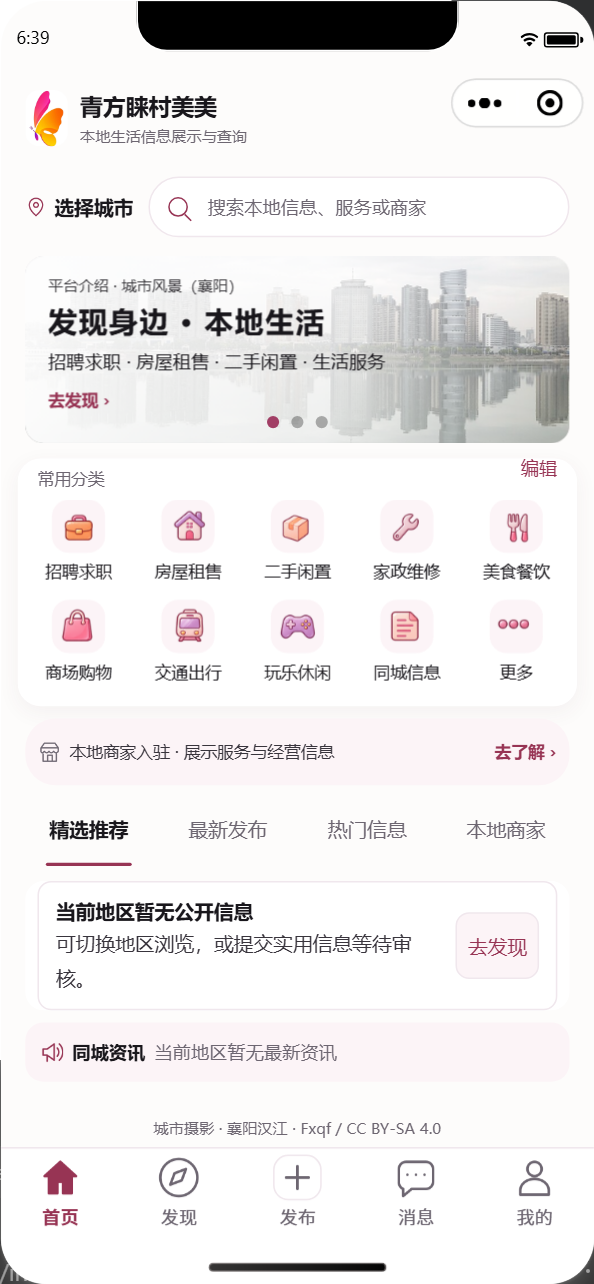 6:39
青方睐村美美
本地生活信息展示与查询
选择城市
搜索本地信息、服务或商家
平台介绍 · 城市风景（襄阳）
发现身边 · 本地生活
招聘求职 · 房屋租售 · 二手闲置 · 生活服务
去发现 ›
常用分类
编辑
招聘求职 房屋租售 二手闲置 家政维修 美食餐饮
商场购物 交通出行 玩乐休闲 同城信息 更多
本地商家入驻 · 展示服务与经营信息 去了解 ›
精选推荐 最新发布 热门信息 本地商家
当前地区暂无公开信息
可切换地区浏览，或提交实用信息等待审
核。
去发现
同城资讯 当前地区暂无最新资讯
城市摄影 · 襄阳汉江 · Fxqf / CC BY-SA 4.0
首页 发现 发布 消息 我的